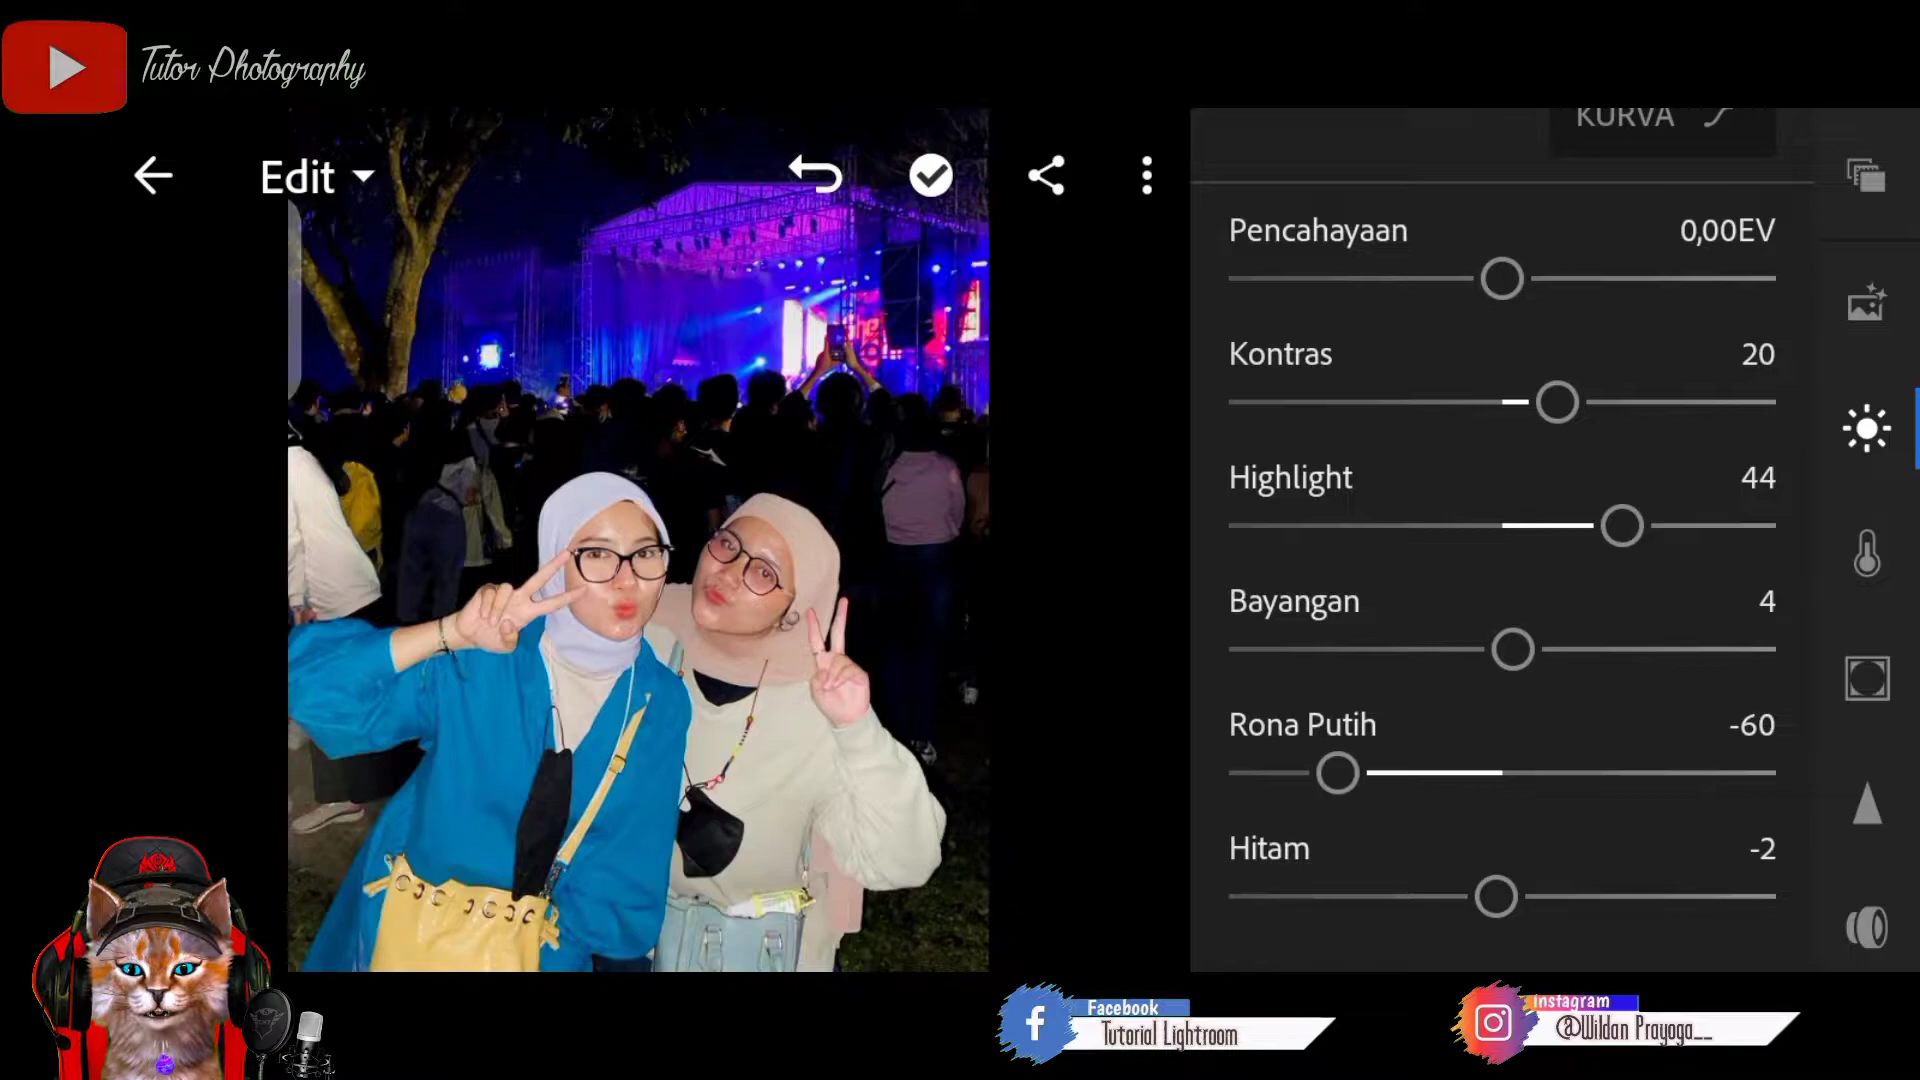 Tutor Photography
KURVA
Edit
Pencahayaan 0,00EV
Kontras 20
Highlight 44
Bayangan 4
Rona Putih -60
Hitam -2
Facebook
Tutorial Lightroom
instagram
@Wildan Prayoga__